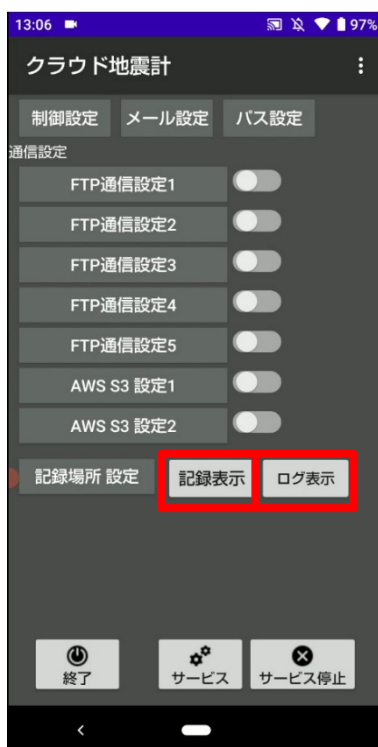 13:06 97%
クラウド地震計
制御設定 メール設定 パス設定
通信設定
FTP通信設定1
FTP通信設定2
FTP通信設定3
FTP通信設定4
FTP通信設定5
AWS S3 設定1
AWS S3 設定2
記録場所 設定 記録表示 ログ表示
終了 サービス サービス停止